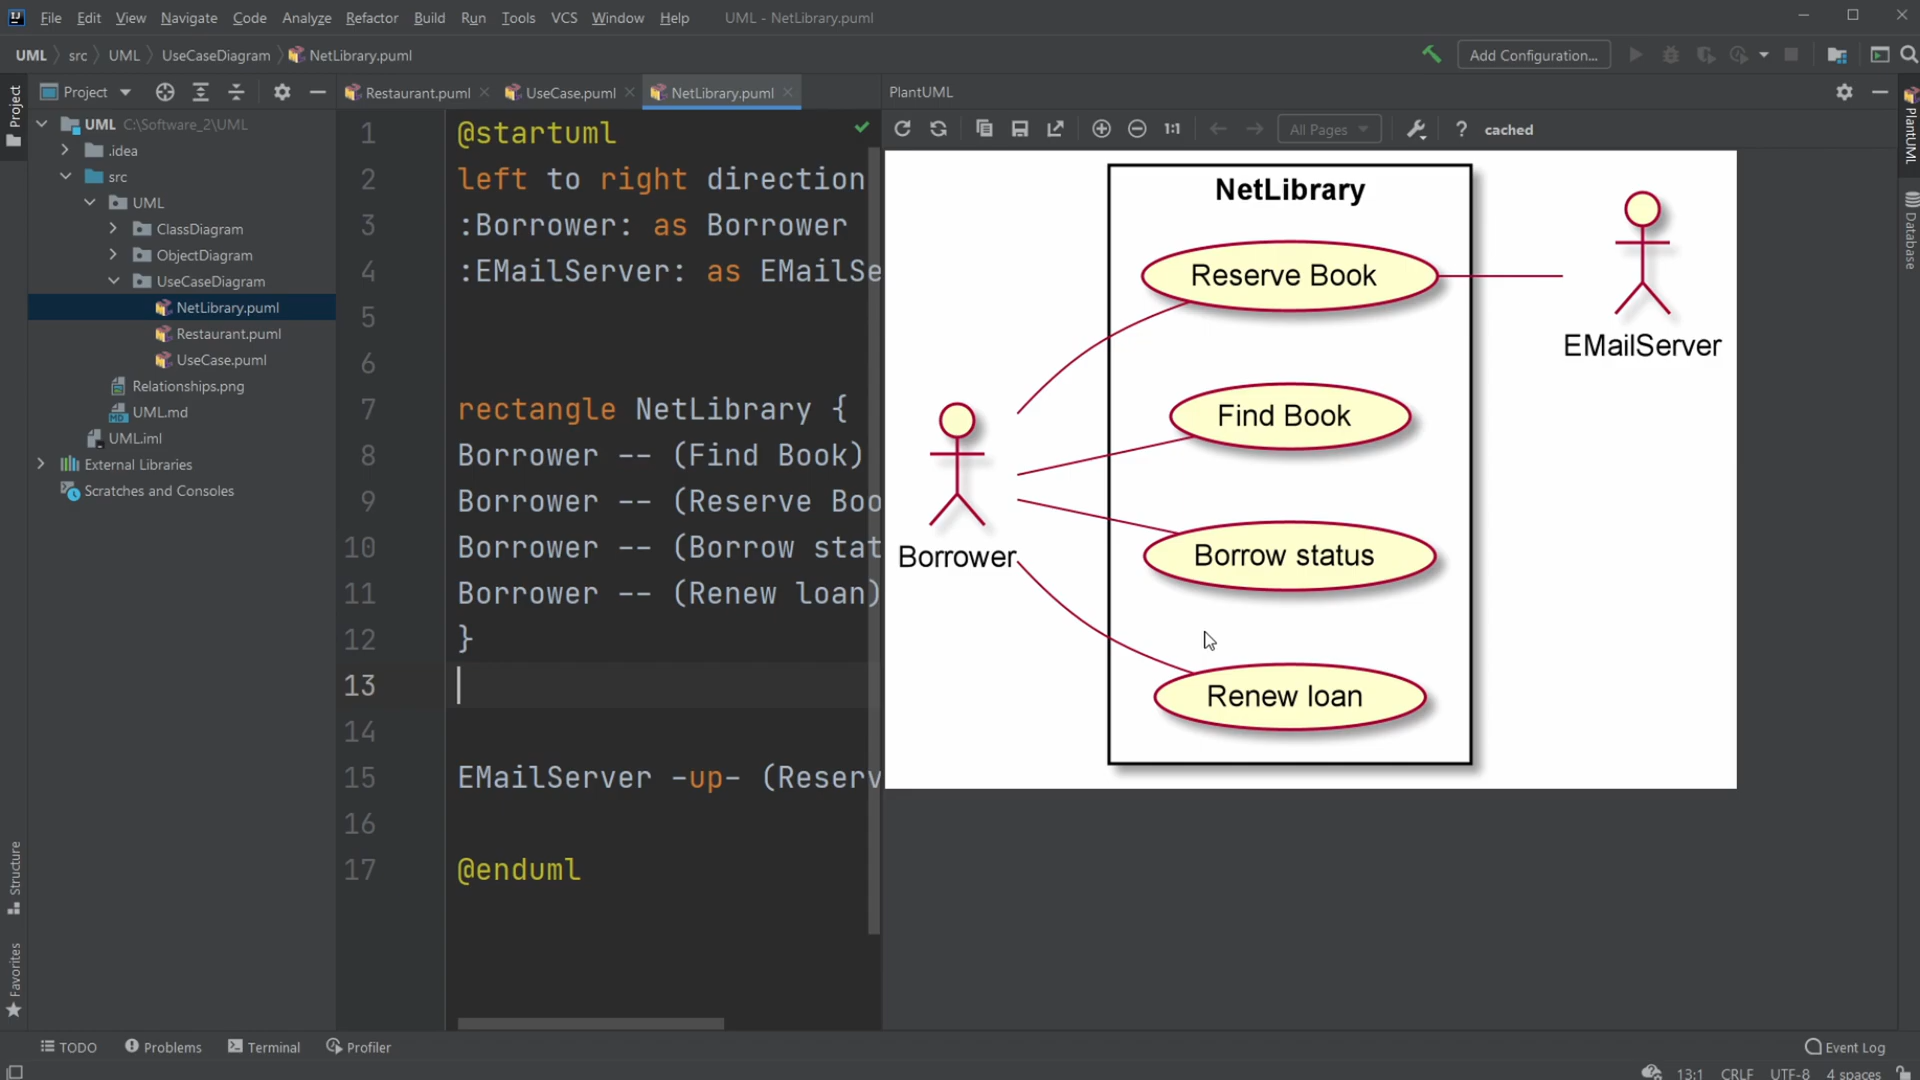 File Edit View Navigate Code Analyze Refactor Build Run Tools VCS Window Help UML - NetLibrary.puml
UML src UML UseCaseDiagram NetLibrary.puml
Add Configuration...
Project
Project
Restaurant.puml UseCase.puml NetLibrary.puml
PlantUML
UML C:\Software_2\UML
.idea
src
UML
ClassDiagram
ObjectDiagram
UseCaseDiagram
NetLibrary.puml
Restaurant.puml
UseCase.puml
Relationships.png
UML.md
UML.iml
External Libraries
Scratches and Consoles
1 @startuml
2 left to right direction
3 :Borrower: as Borrower
4 :EMailServer: as EMailSe
5
6
7 rectangle NetLibrary {
8 Borrower -- (Find Book)
9 Borrower -- (Reserve Boo
10 Borrower -- (Borrow stat
11 Borrower -- (Renew loan)
12 }
13
14
15 EMailServer -up- (Reserv
16
17 @enduml
1:1 All Pages ? cached
NetLibrary
Reserve Book
EMailServer
Find Book
Borrower
Borrow status
Renew loan
PlantUML
Database
Structure
Favorites
TODO Problems Terminal Profiler Event Log
13:1 CRLF UTF-8 4 spaces